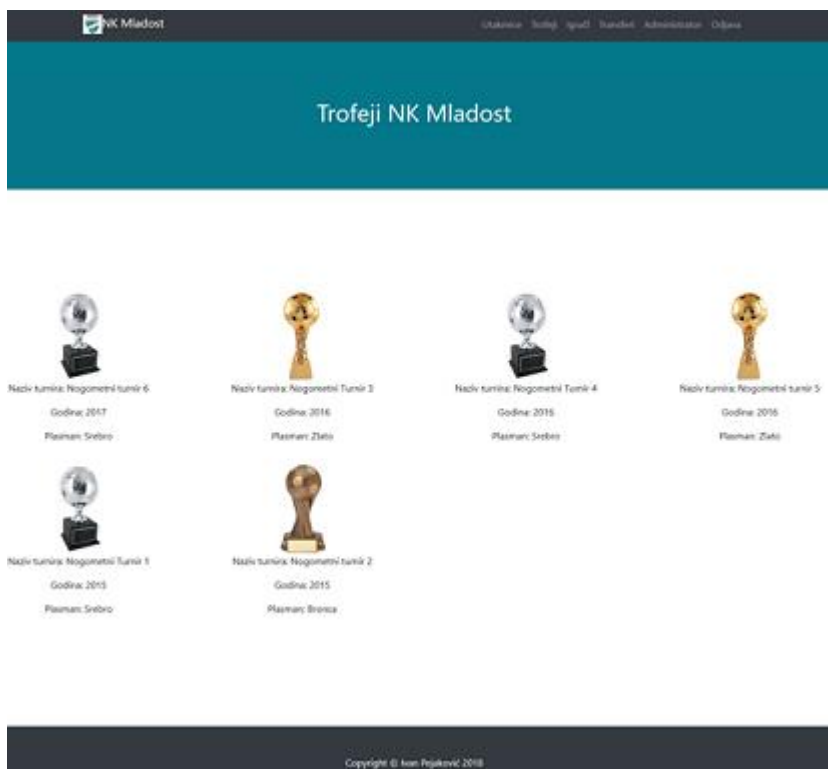 NK Mladost
Utakmice Trofeji Igrači Transferi Administrator Odjava
Trofeji NK Mladost
Naziv turnira: Nogometni turnir 6
Godina: 2017
Plasman: Srebro
Naziv turnira: Nogometni Turnir 3
Godina: 2016
Plasman: Zlato
Naziv turnira: Nogometni Turnir 4
Godina: 2016
Plasman: Srebro
Naziv turnira: Nogometni turnir 5
Godina: 2016
Plasman: Zlato
Naziv turnira: Nogometni Turnir 1
Godina: 2015
Plasman: Srebro
Naziv turnira: Nogometni turnir 2
Godina: 2015
Plasman: Bronca
Copyright © Ivan Pejaković 2018